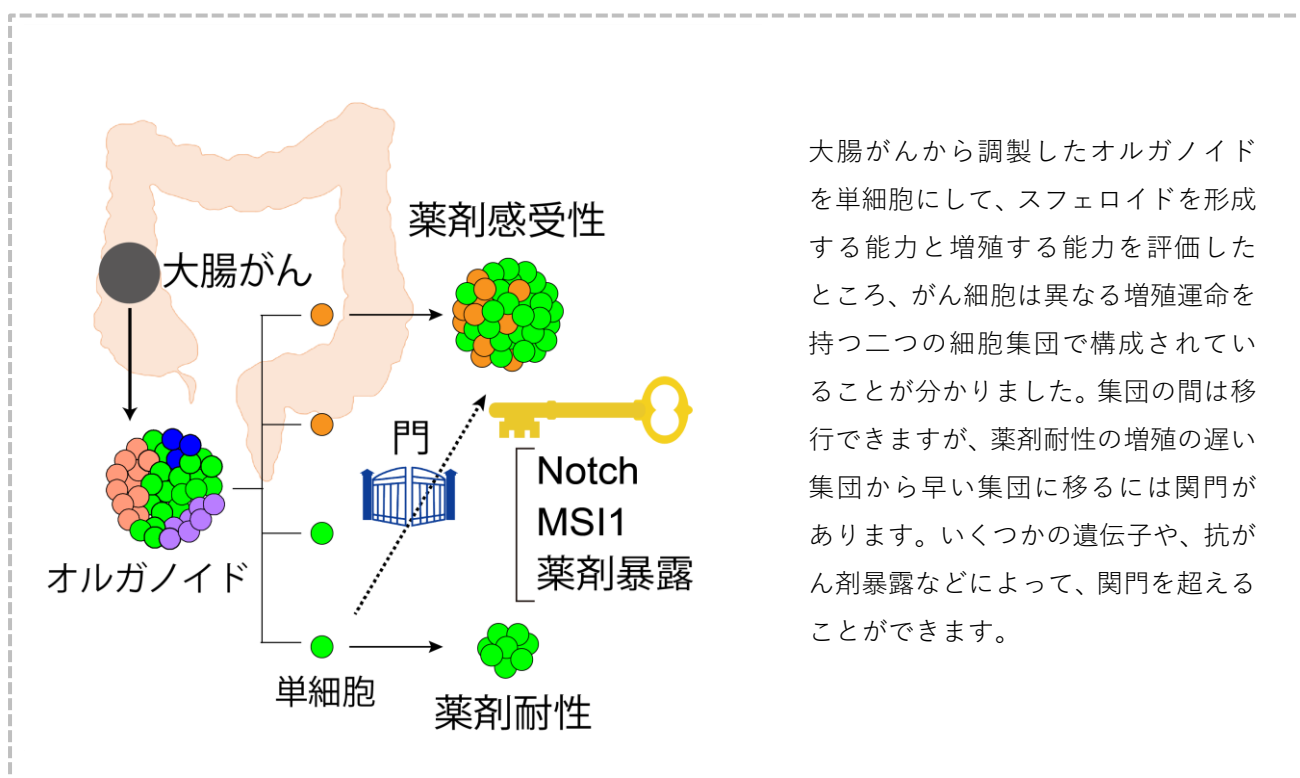 薬剤感受性
大腸がん
門
Notch
MSI1
薬剤暴露
オルガノイド
単細胞
薬剤耐性
大腸がんから調製したオルガノイド
を単細胞にして、スフェロイドを形成
する能力と増殖する能力を評価した
ところ、がん細胞は異なる増殖運命を
持つ二つの細胞集団で構成されてい
ることが分かりました。集団の間は移
行できますが、薬剤耐性の増殖の遅い
集団から早い集団に移るには関門が
あります。いくつかの遺伝子や、抗が
ん剤暴露などによって、関門を超える
ことができます。